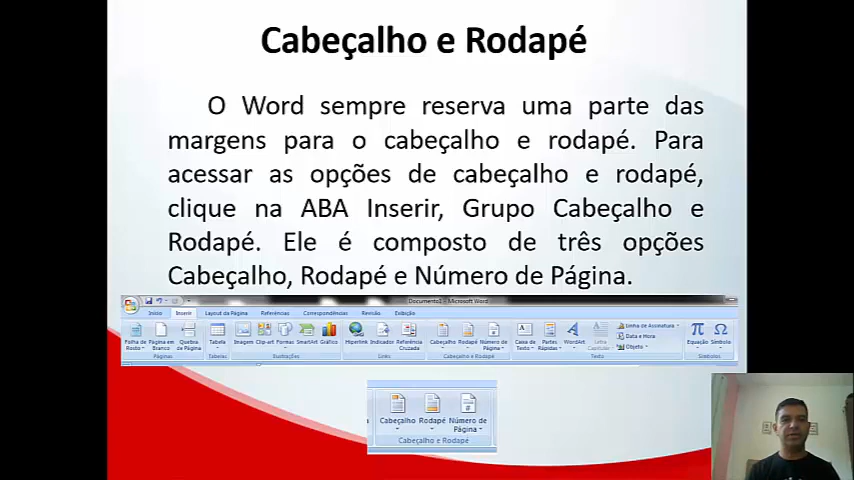 Cabeçalho e Rodapé
O Word sempre reserva uma parte das
margens para o cabeçalho e rodapé. Para
acessar as opções de cabeçalho e rodapé,
clique na ABA Inserir, Grupo Cabeçalho e
Rodapé. Ele é composto de três opções
Cabeçalho, Rodapé e Número de Página.
Documento1 - Microsoft Word
Início Inserir Layout da Página Referências Correspondências Revisão Exibição
Folha de Rosto Página em Branco Quebra de Página Tabela Imagem Clip-art Formas SmartArt Gráfico Hiperlink Indicador Referência Cruzada Cabeçalho Rodapé Número de Página Caixa de Texto Partes Rápidas WordArt Letra Capitular Linha de Assinatura Data e Hora Objeto Equação Símbolo
Páginas Tabelas Ilustrações Links Cabeçalho e Rodapé Texto Símbolos
Cabeçalho Rodapé Número de
Página
Cabeçalho e Rodapé